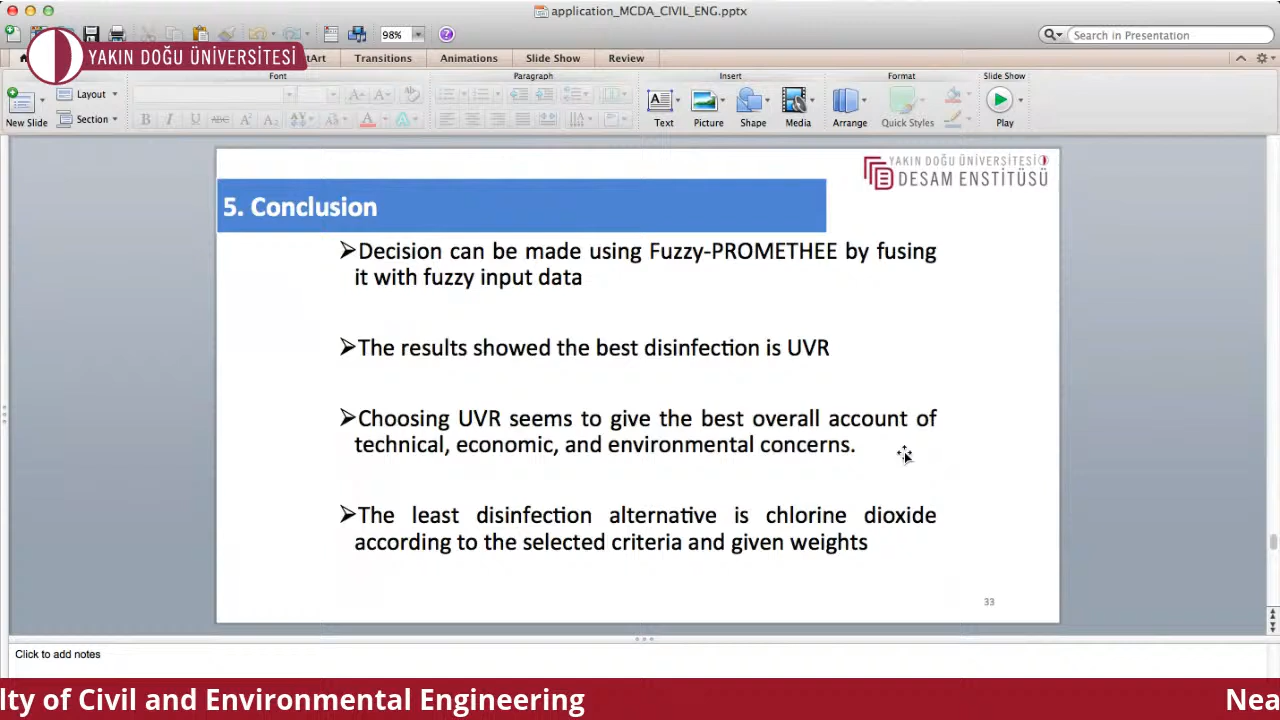 application_MCDA_CIVIL_ENG.pptx
98%
Search in Presentation
YAKIN DOĞU ÜNİVERSİTESİ
Art
Transitions
Animations
Slide Show
Review
Font
Paragraph
Insert
Format
Slide Show
New Slide
Layout
Section
B I U ABC
Text
Picture
Shape
Media
Arrange
Quick Styles
Play
YAKIN DOĞU ÜNİVERSİTESİ
DESAM ENSTİTÜSÜ
5. Conclusion
➢Decision can be made using Fuzzy-PROMETHEE by fusing
it with fuzzy input data
➢The results showed the best disinfection is UVR
➢Choosing UVR seems to give the best overall account of
technical, economic, and environmental concerns.
➢The least disinfection alternative is chlorine dioxide
according to the selected criteria and given weights
33
Click to add notes
lty of Civil and Environmental Engineering
Nea